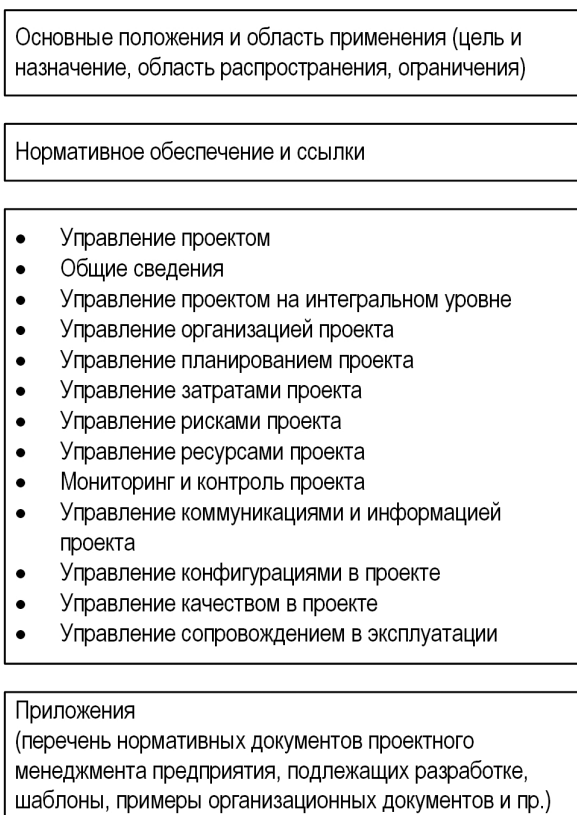 Основные положения и область применения (цель и
назначение, область распространения, ограничения)
Нормативное обеспечение и ссылки
• Управление проектом
• Общие сведения
• Управление проектом на интегральном уровне
• Управление организацией проекта
• Управление планированием проекта
• Управление затратами проекта
• Управление рисками проекта
• Управление ресурсами проекта
• Мониторинг и контроль проекта
• Управление коммуникациями и информацией
проекта
• Управление конфигурациями в проекте
• Управление качеством в проекте
• Управление сопровождением в эксплуатации
Приложения
(перечень нормативных документов проектного
менеджмента предприятия, подлежащих разработке,
шаблоны, примеры организационных документов и пр.)